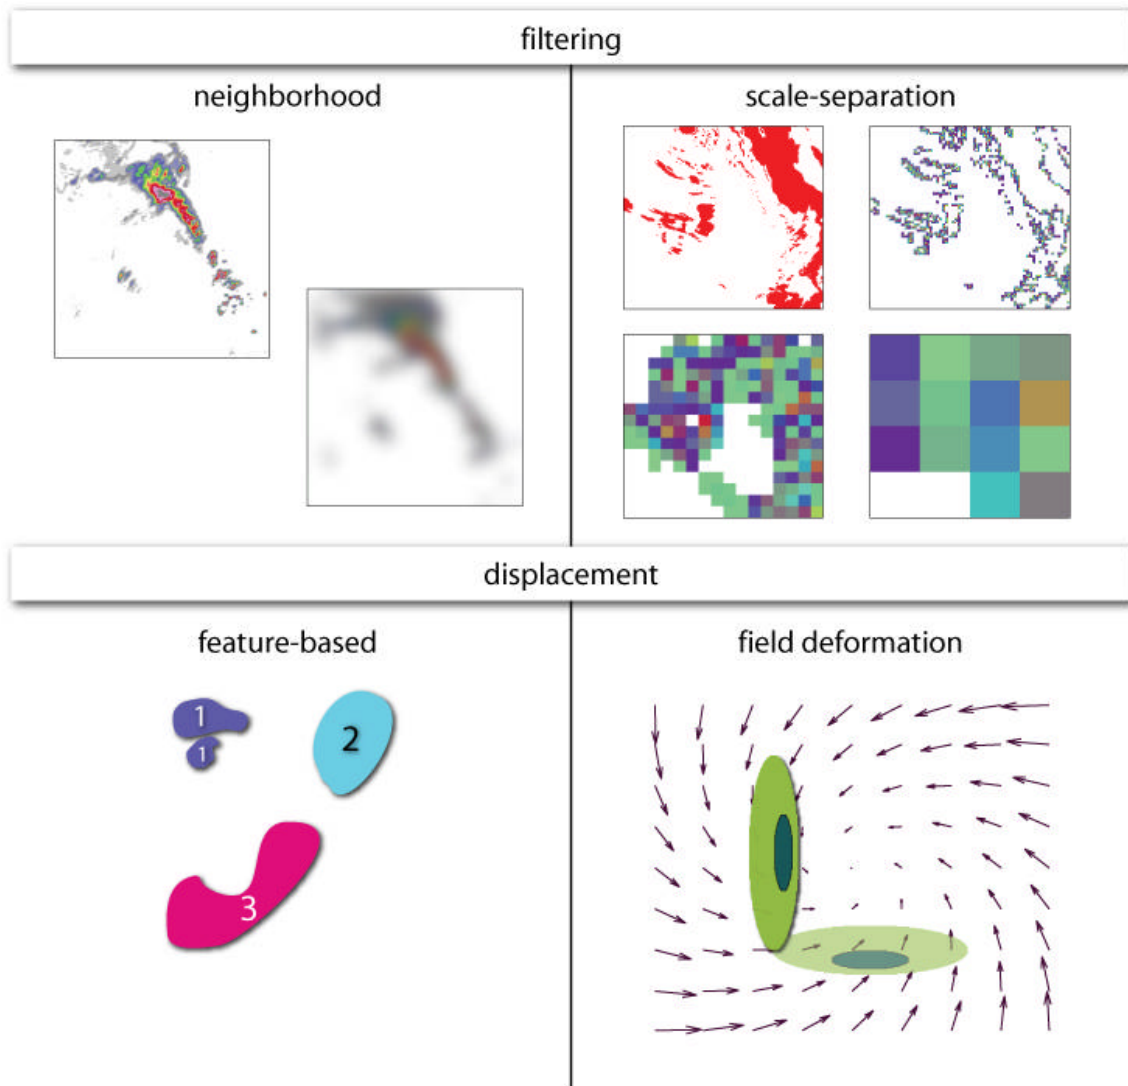 filtering
neighborhood
scale-separation
displacement
feature-based
field deformation
1
1
2
3